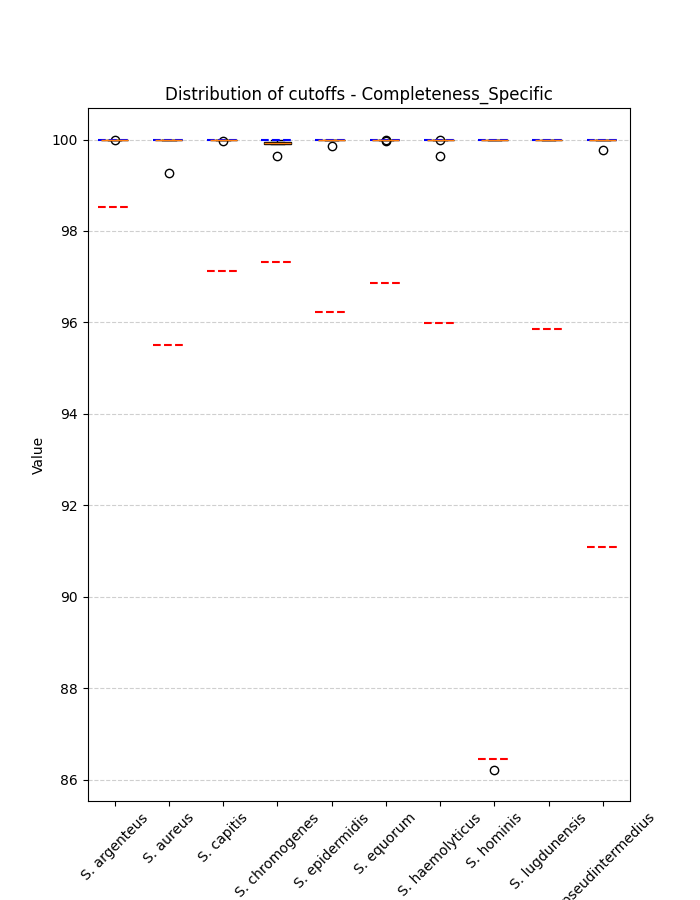 Distribution of cutoffs - Completeness_Specific
100
98
96
94
92
90
88
86
Value
S. argenteus
S. aureus
S. capitis
S. chromogenes
S. epidermidis
S. equorum
S. haemolyticus
S. hominis
S. lugdunensis
pseudintermedius